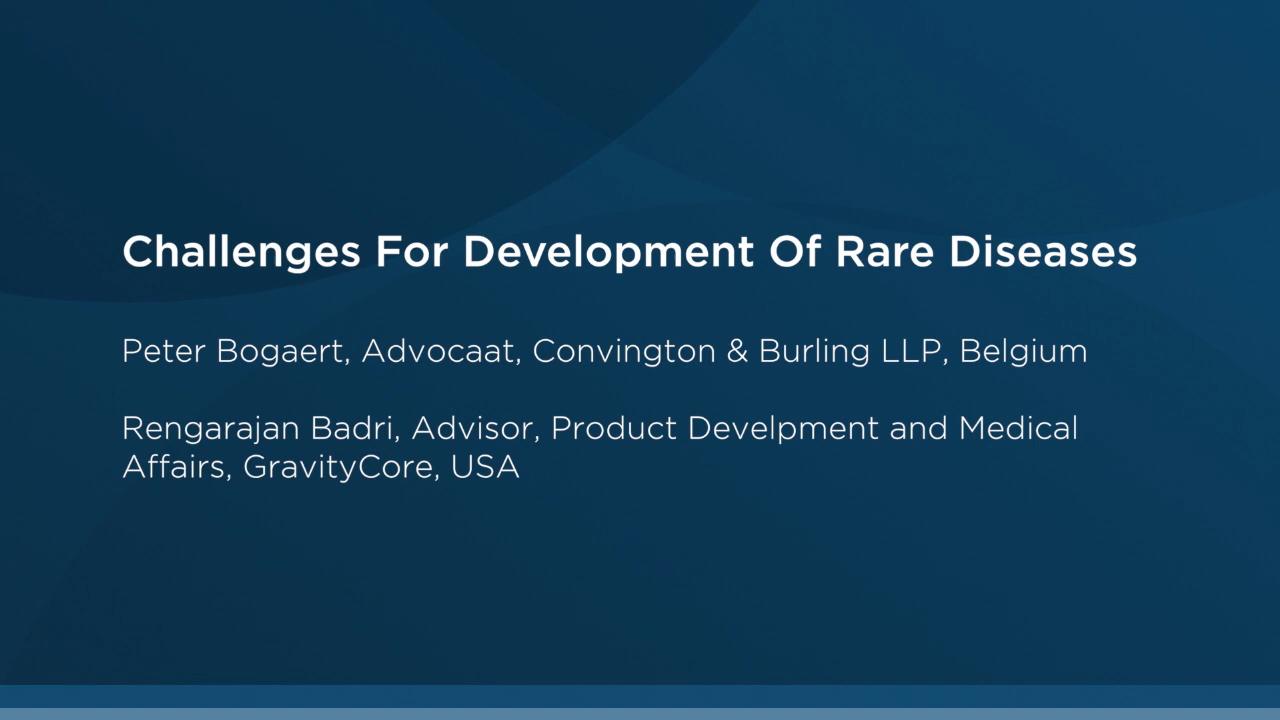 Challenges For Development Of Rare Diseases
Peter Bogaert, Advocaat, Convington & Burling LLP, Belgium
Rengarajan Badri, Advisor, Product Develpment and Medical
Affairs, GravityCore, USA